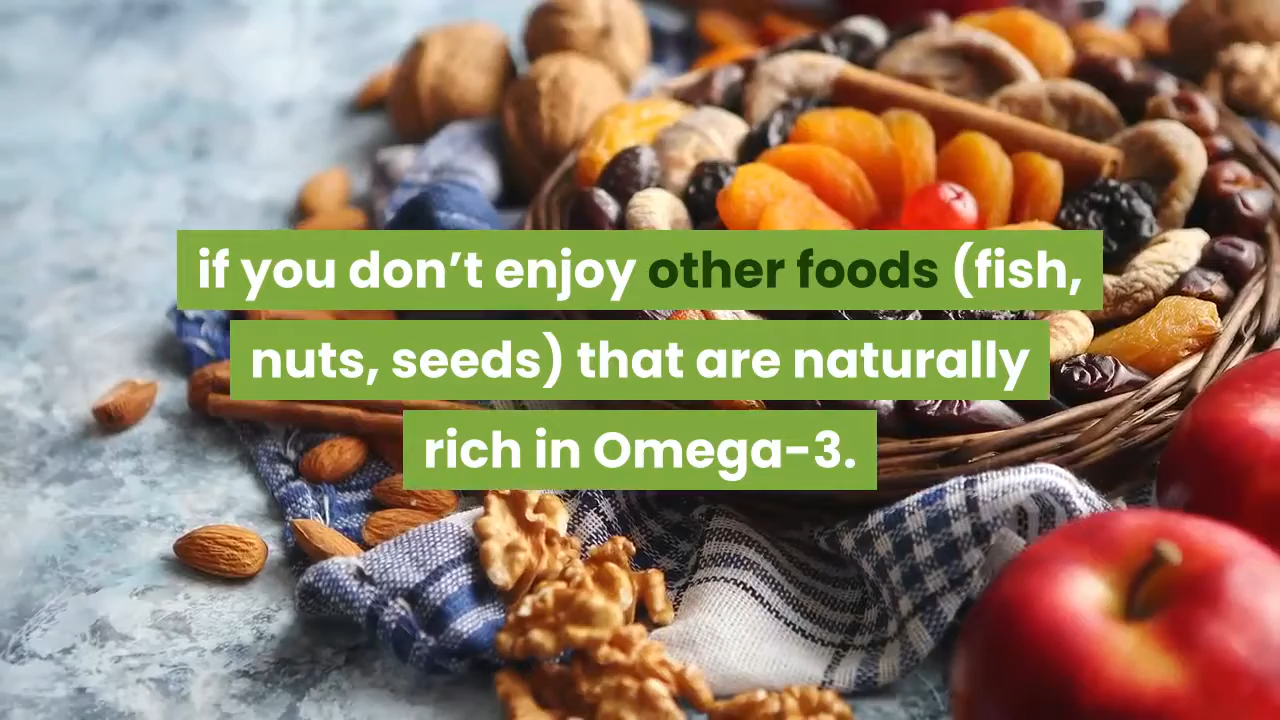 if you don’t enjoy other foods (fish,
nuts, seeds) that are naturally
rich in Omega-3.